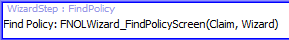 WizardStep : FindPolicy
Find Policy: FNOLWizard_FindPolicyScreen(Claim, Wizard)